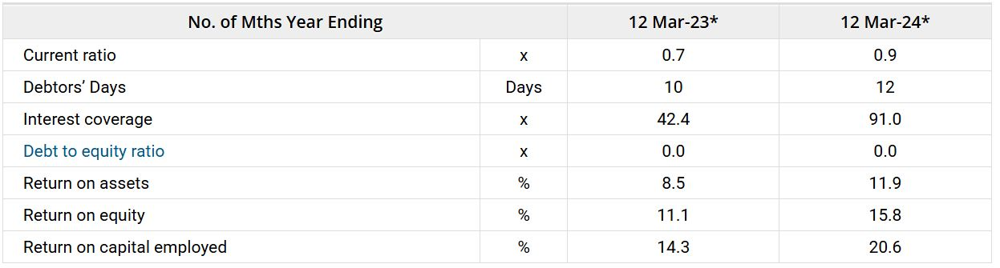 No. of Mths Year Ending 12 Mar-23* 12 Mar-24*
Current ratio x 0.7 0.9
Debtors’ Days Days 10 12
Interest coverage x 42.4 91.0
Debt to equity ratio x 0.0 0.0
Return on assets % 8.5 11.9
Return on equity % 11.1 15.8
Return on capital employed % 14.3 20.6